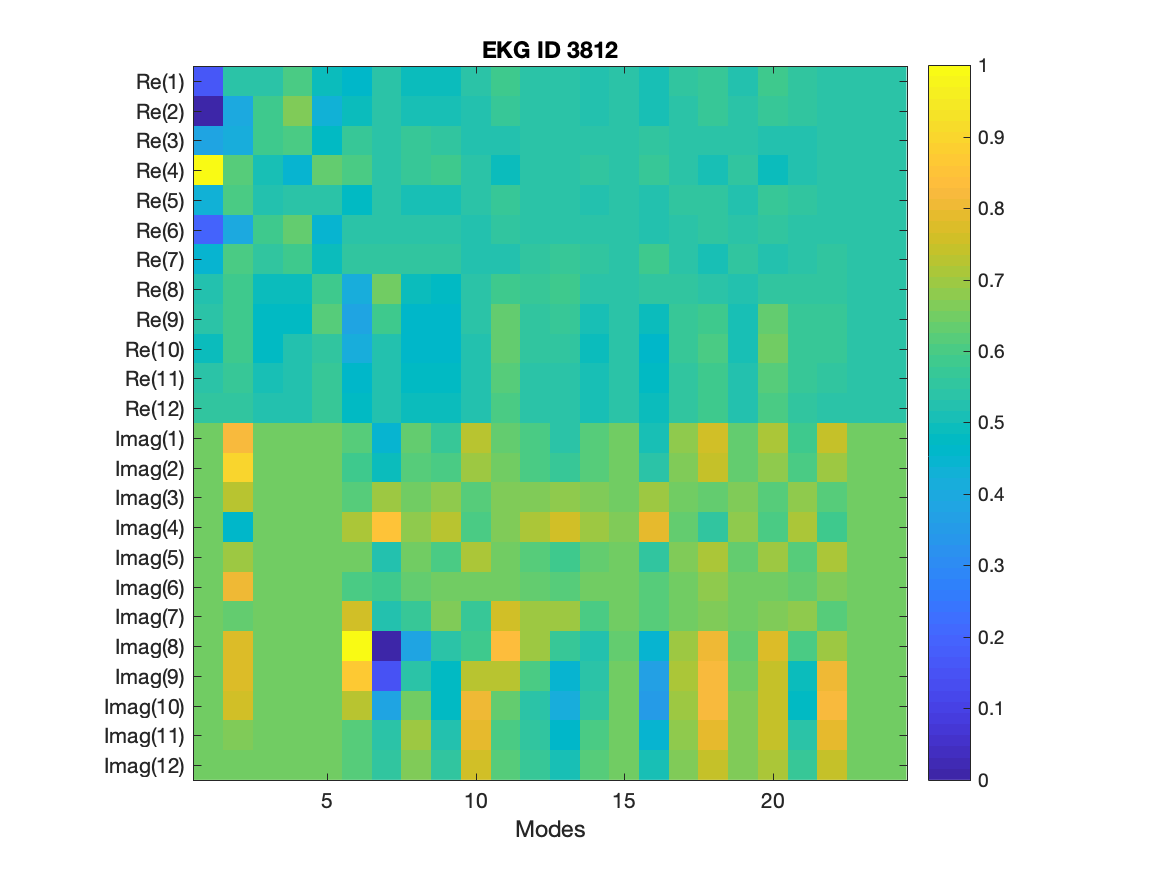 EKG ID 3812
Re(1)
Re(2)
Re(3)
Re(4)
Re(5)
Re(6)
Re(7)
Re(8)
Re(9)
Re(10)
Re(11)
Re(12)
Imag(1)
Imag(2)
Imag(3)
Imag(4)
Imag(5)
Imag(6)
Imag(7)
Imag(8)
Imag(9)
Imag(10)
Imag(11)
Imag(12)
5 10 15 20
Modes
1
0.9
0.8
0.7
0.6
0.5
0.4
0.3
0.2
0.1
0